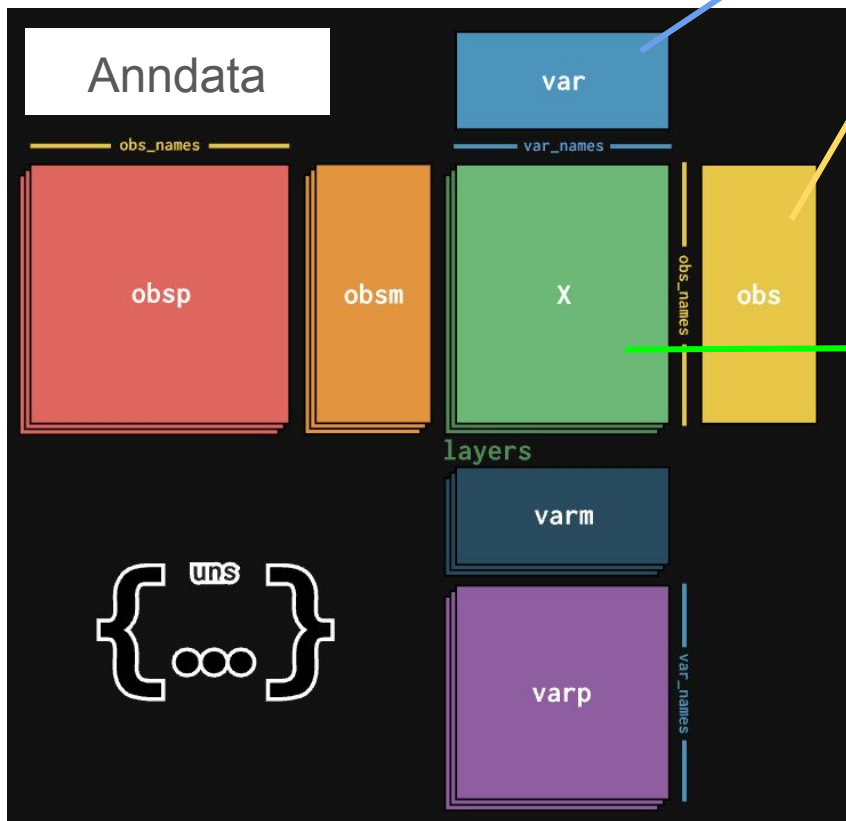 Anndata
var
obs_names
var_names
obsp
obsm
X
obs_names
obs
layers
varm
uns
varp
var_names